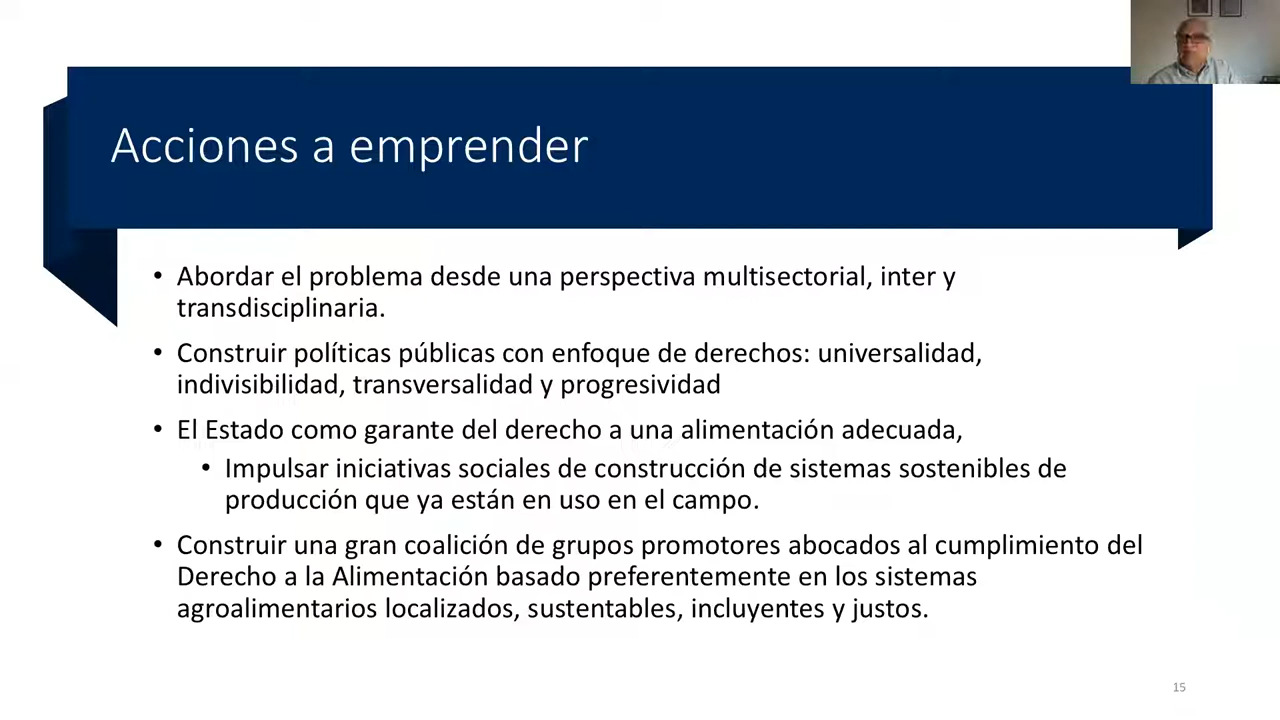 Acciones a emprender
• Abordar el problema desde una perspectiva multisectorial, inter y
transdisciplinaria.
• Construir políticas públicas con enfoque de derechos: universalidad,
indivisibilidad, transversalidad y progresividad
• El Estado como garante del derecho a una alimentación adecuada,
• Impulsar iniciativas sociales de construcción de sistemas sostenibles de
producción que ya están en uso en el campo.
• Construir una gran coalición de grupos promotores abocados al cumplimiento del
Derecho a la Alimentación basado preferentemente en los sistemas
agroalimentarios localizados, sustentables, incluyentes y justos.
15